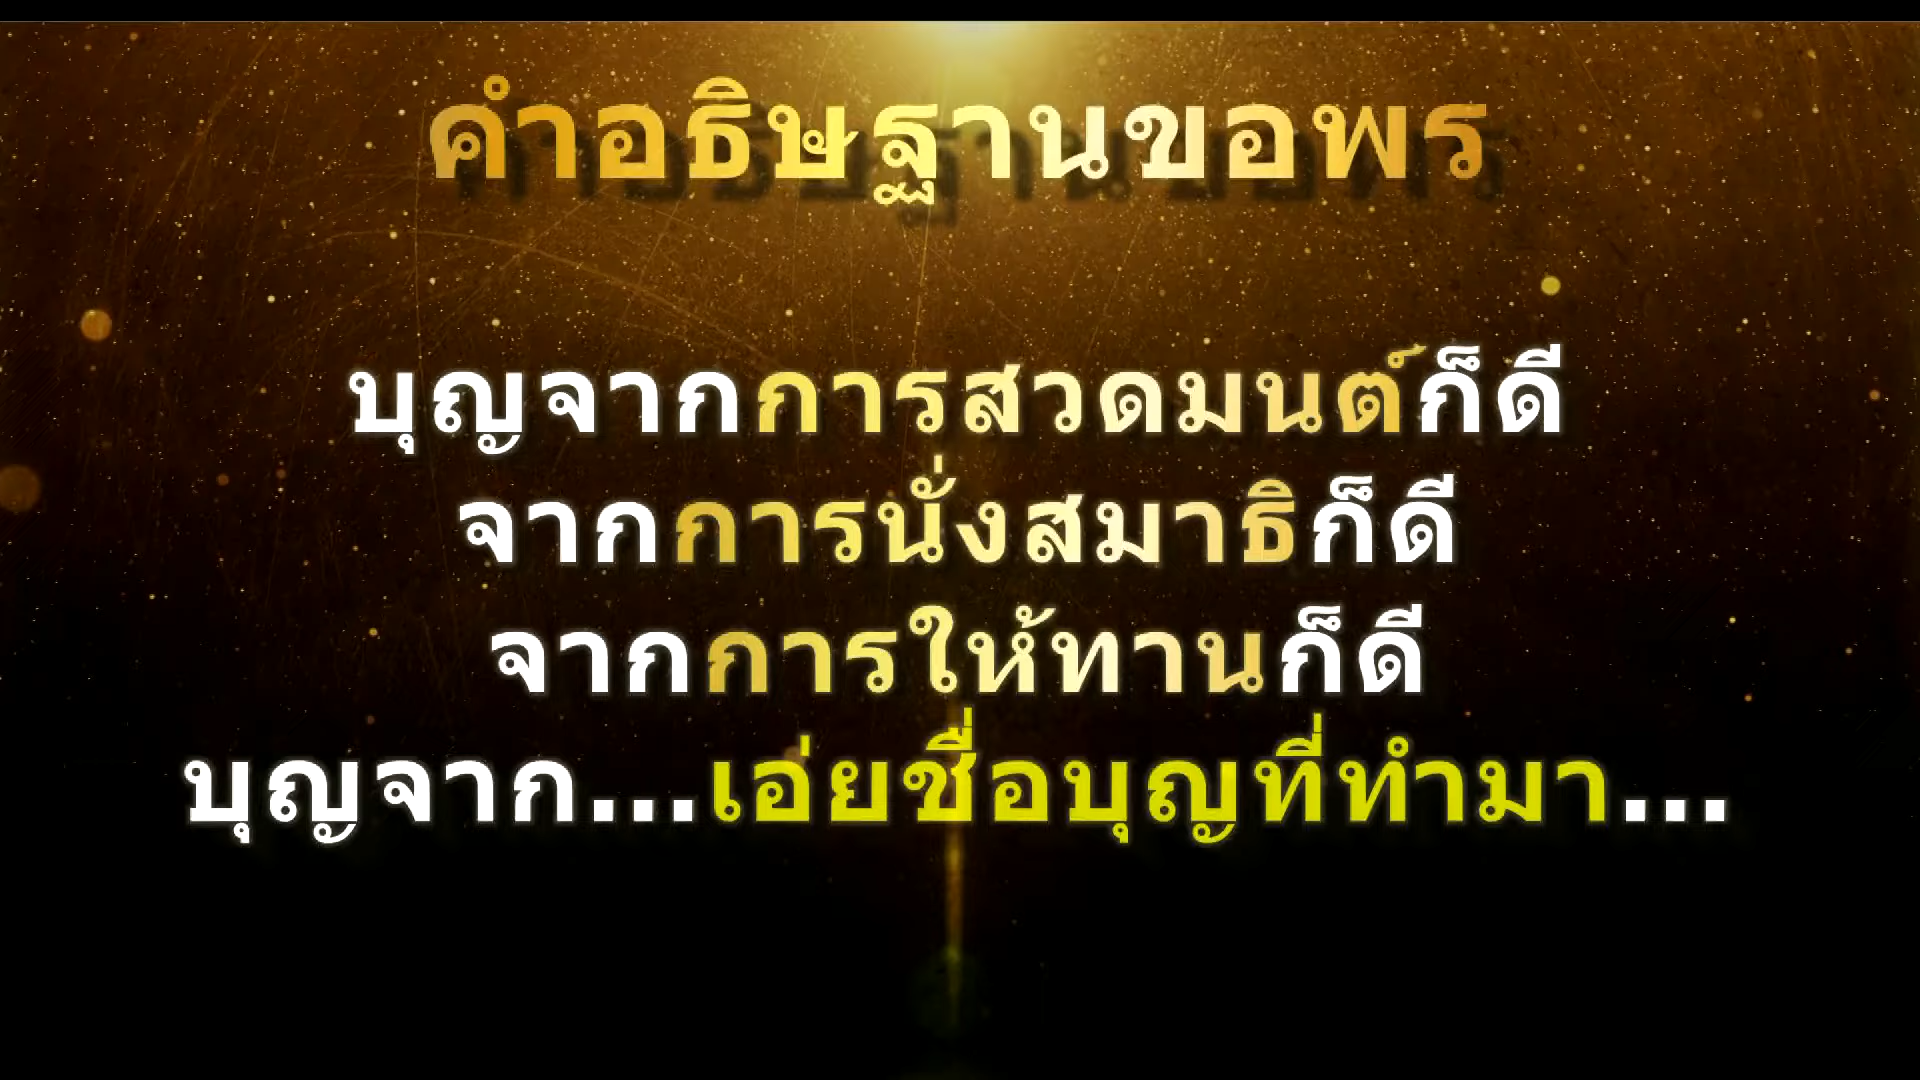 คำอธิษฐานขอพร
บุญจากการสวดมนต์ก็ดี
จากการนั่งสมาธิก็ดี
จากการให้ทานก็ดี
บุญจาก...เอ่ยชื่อบุญที่ทำมา...